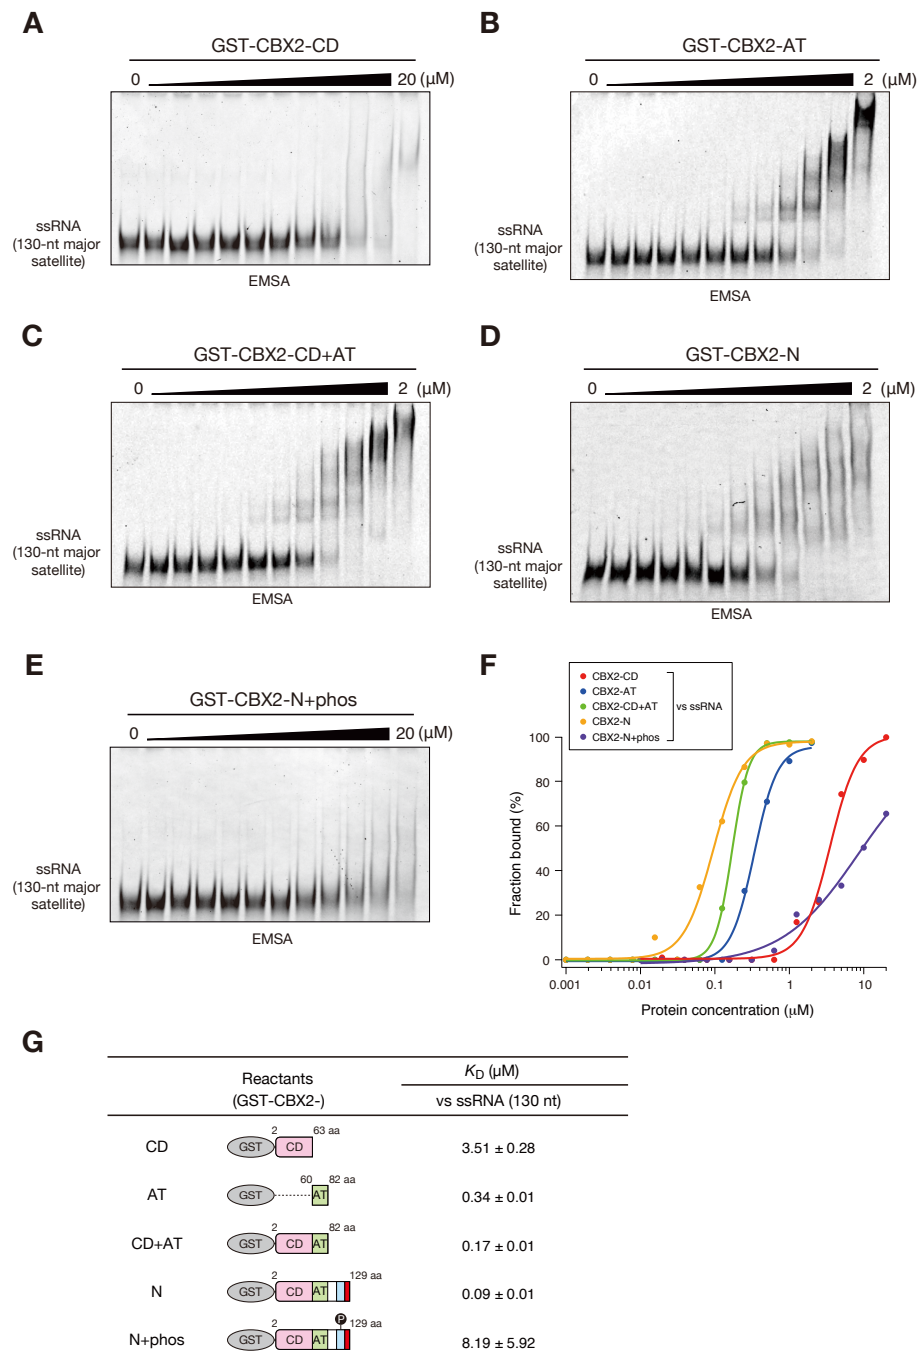 A
GST-CBX2-CD
0 20 (μM)
ssRNA
(130-nt major
satellite)
EMSA
B
GST-CBX2-AT
0 2 (μM)
ssRNA
(130-nt major
satellite)
EMSA
C
GST-CBX2-CD+AT
0 2 (μM)
ssRNA
(130-nt major
satellite)
EMSA
D
GST-CBX2-N
0 2 (μM)
ssRNA
(130-nt major
satellite)
EMSA
E
GST-CBX2-N+phos
0 20 (μM)
ssRNA
(130-nt major
satellite)
EMSA
F
CBX2-CD
CBX2-AT
CBX2-CD+AT
CBX2-N
CBX2-N+phos
vs ssRNA
Fraction bound (%)
100
80
60
40
20
0
0.001 0.01 0.1 1 10
Protein concentration (μM)
G
Reactants
(GST-CBX2-)
KD (μM)
vs ssRNA (130 nt)
2 63 aa
CD GST CD 3.51 ± 0.28
60 82 aa
AT GST AT 0.34 ± 0.01
2 82 aa
CD+AT GST CD AT 0.17 ± 0.01
2 129 aa
N GST CD AT 0.09 ± 0.01
2 P 129 aa
N+phos GST CD AT 8.19 ± 5.92